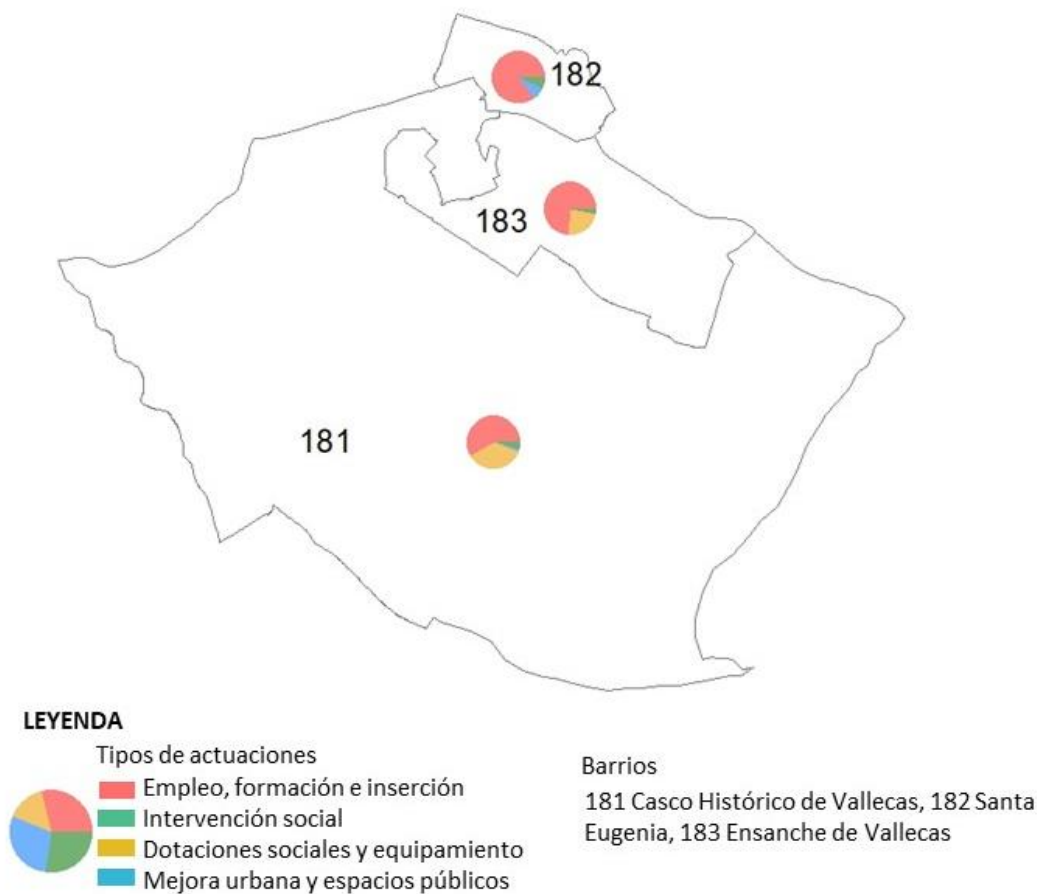 182
183
181
LEYENDA
Tipos de actuaciones
Empleo, formación e inserción
Intervención social
Dotaciones sociales y equipamiento
Mejora urbana y espacios públicos
Barrios
181 Casco Histórico de Vallecas, 182 Santa
Eugenia, 183 Ensanche de Vallecas